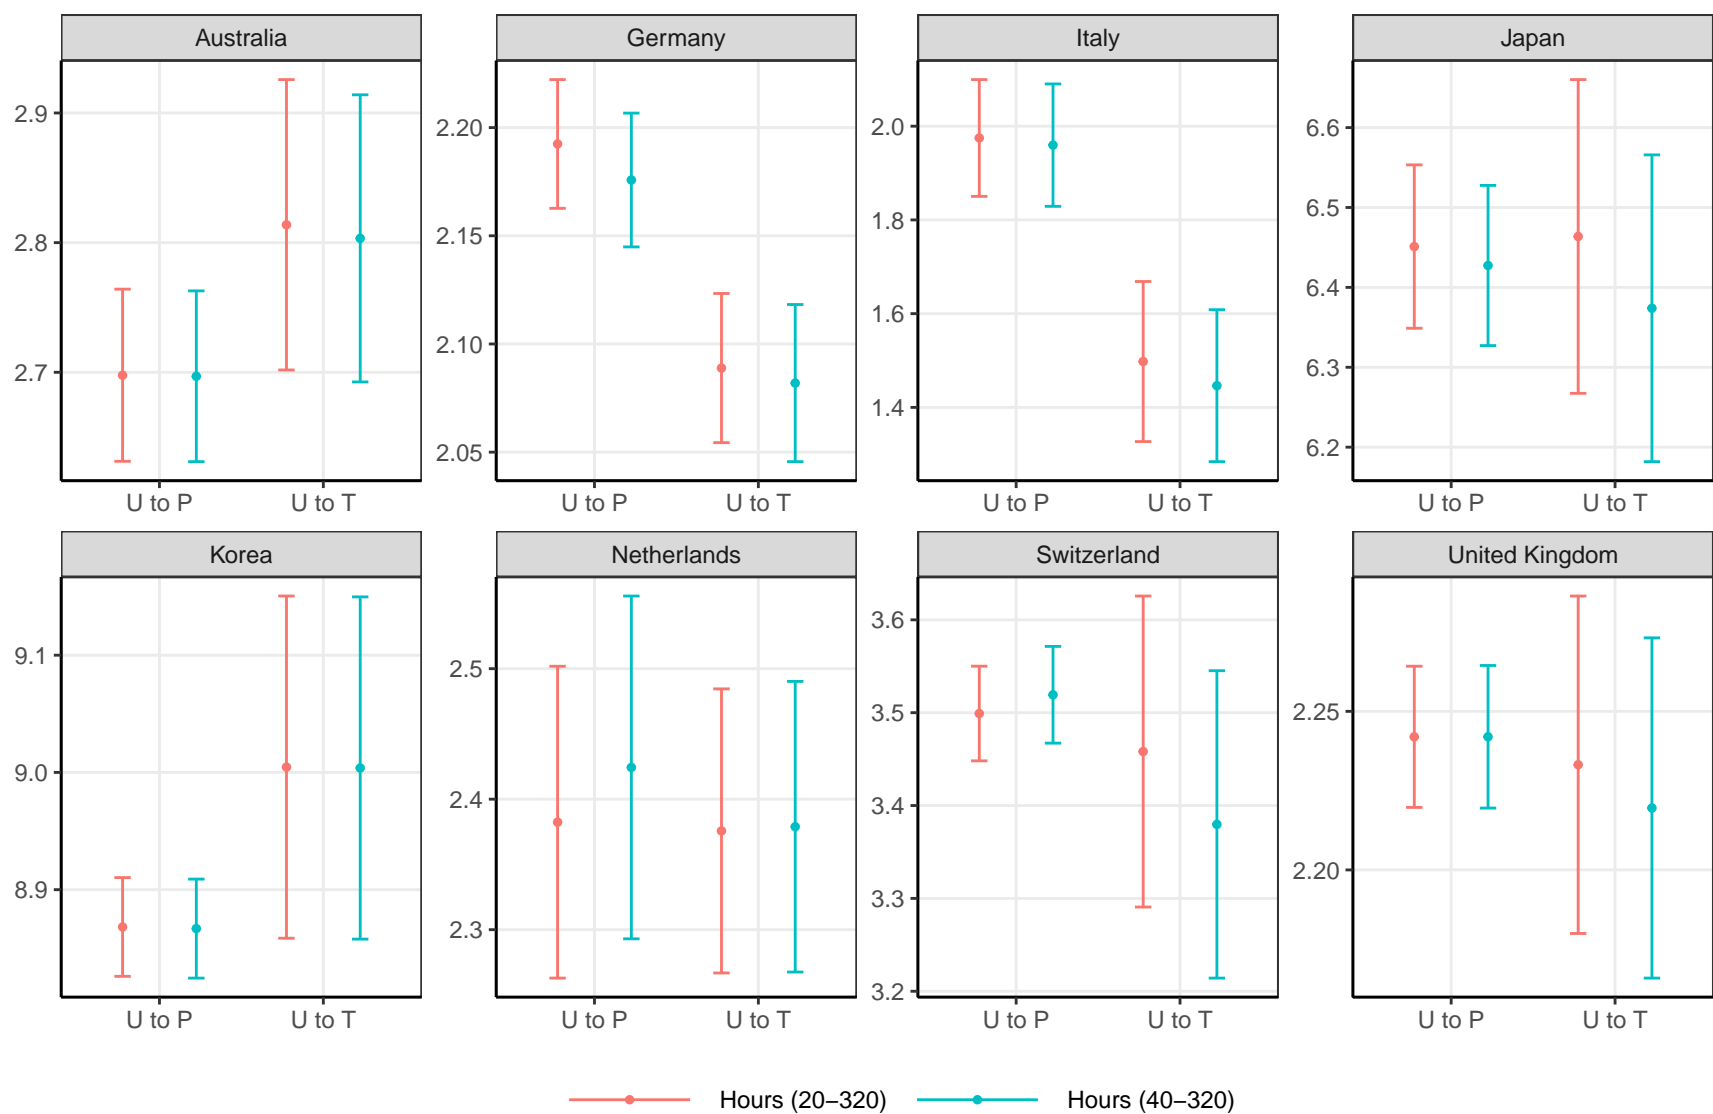 Australia
Germany
Italy
Japan
2.9
2.8
2.7
2.20
2.15
2.10
2.05
2.0
1.8
1.6
1.4
6.6
6.5
6.4
6.3
6.2
U to P
U to T
U to P
U to T
U to P
U to T
U to P
U to T
Korea
Netherlands
Switzerland
United Kingdom
9.1
9.0
8.9
2.5
2.4
2.3
3.6
3.5
3.4
3.3
3.2
2.25
2.20
U to P
U to T
U to P
U to T
U to P
U to T
U to P
U to T
Hours (20−320)
Hours (40−320)